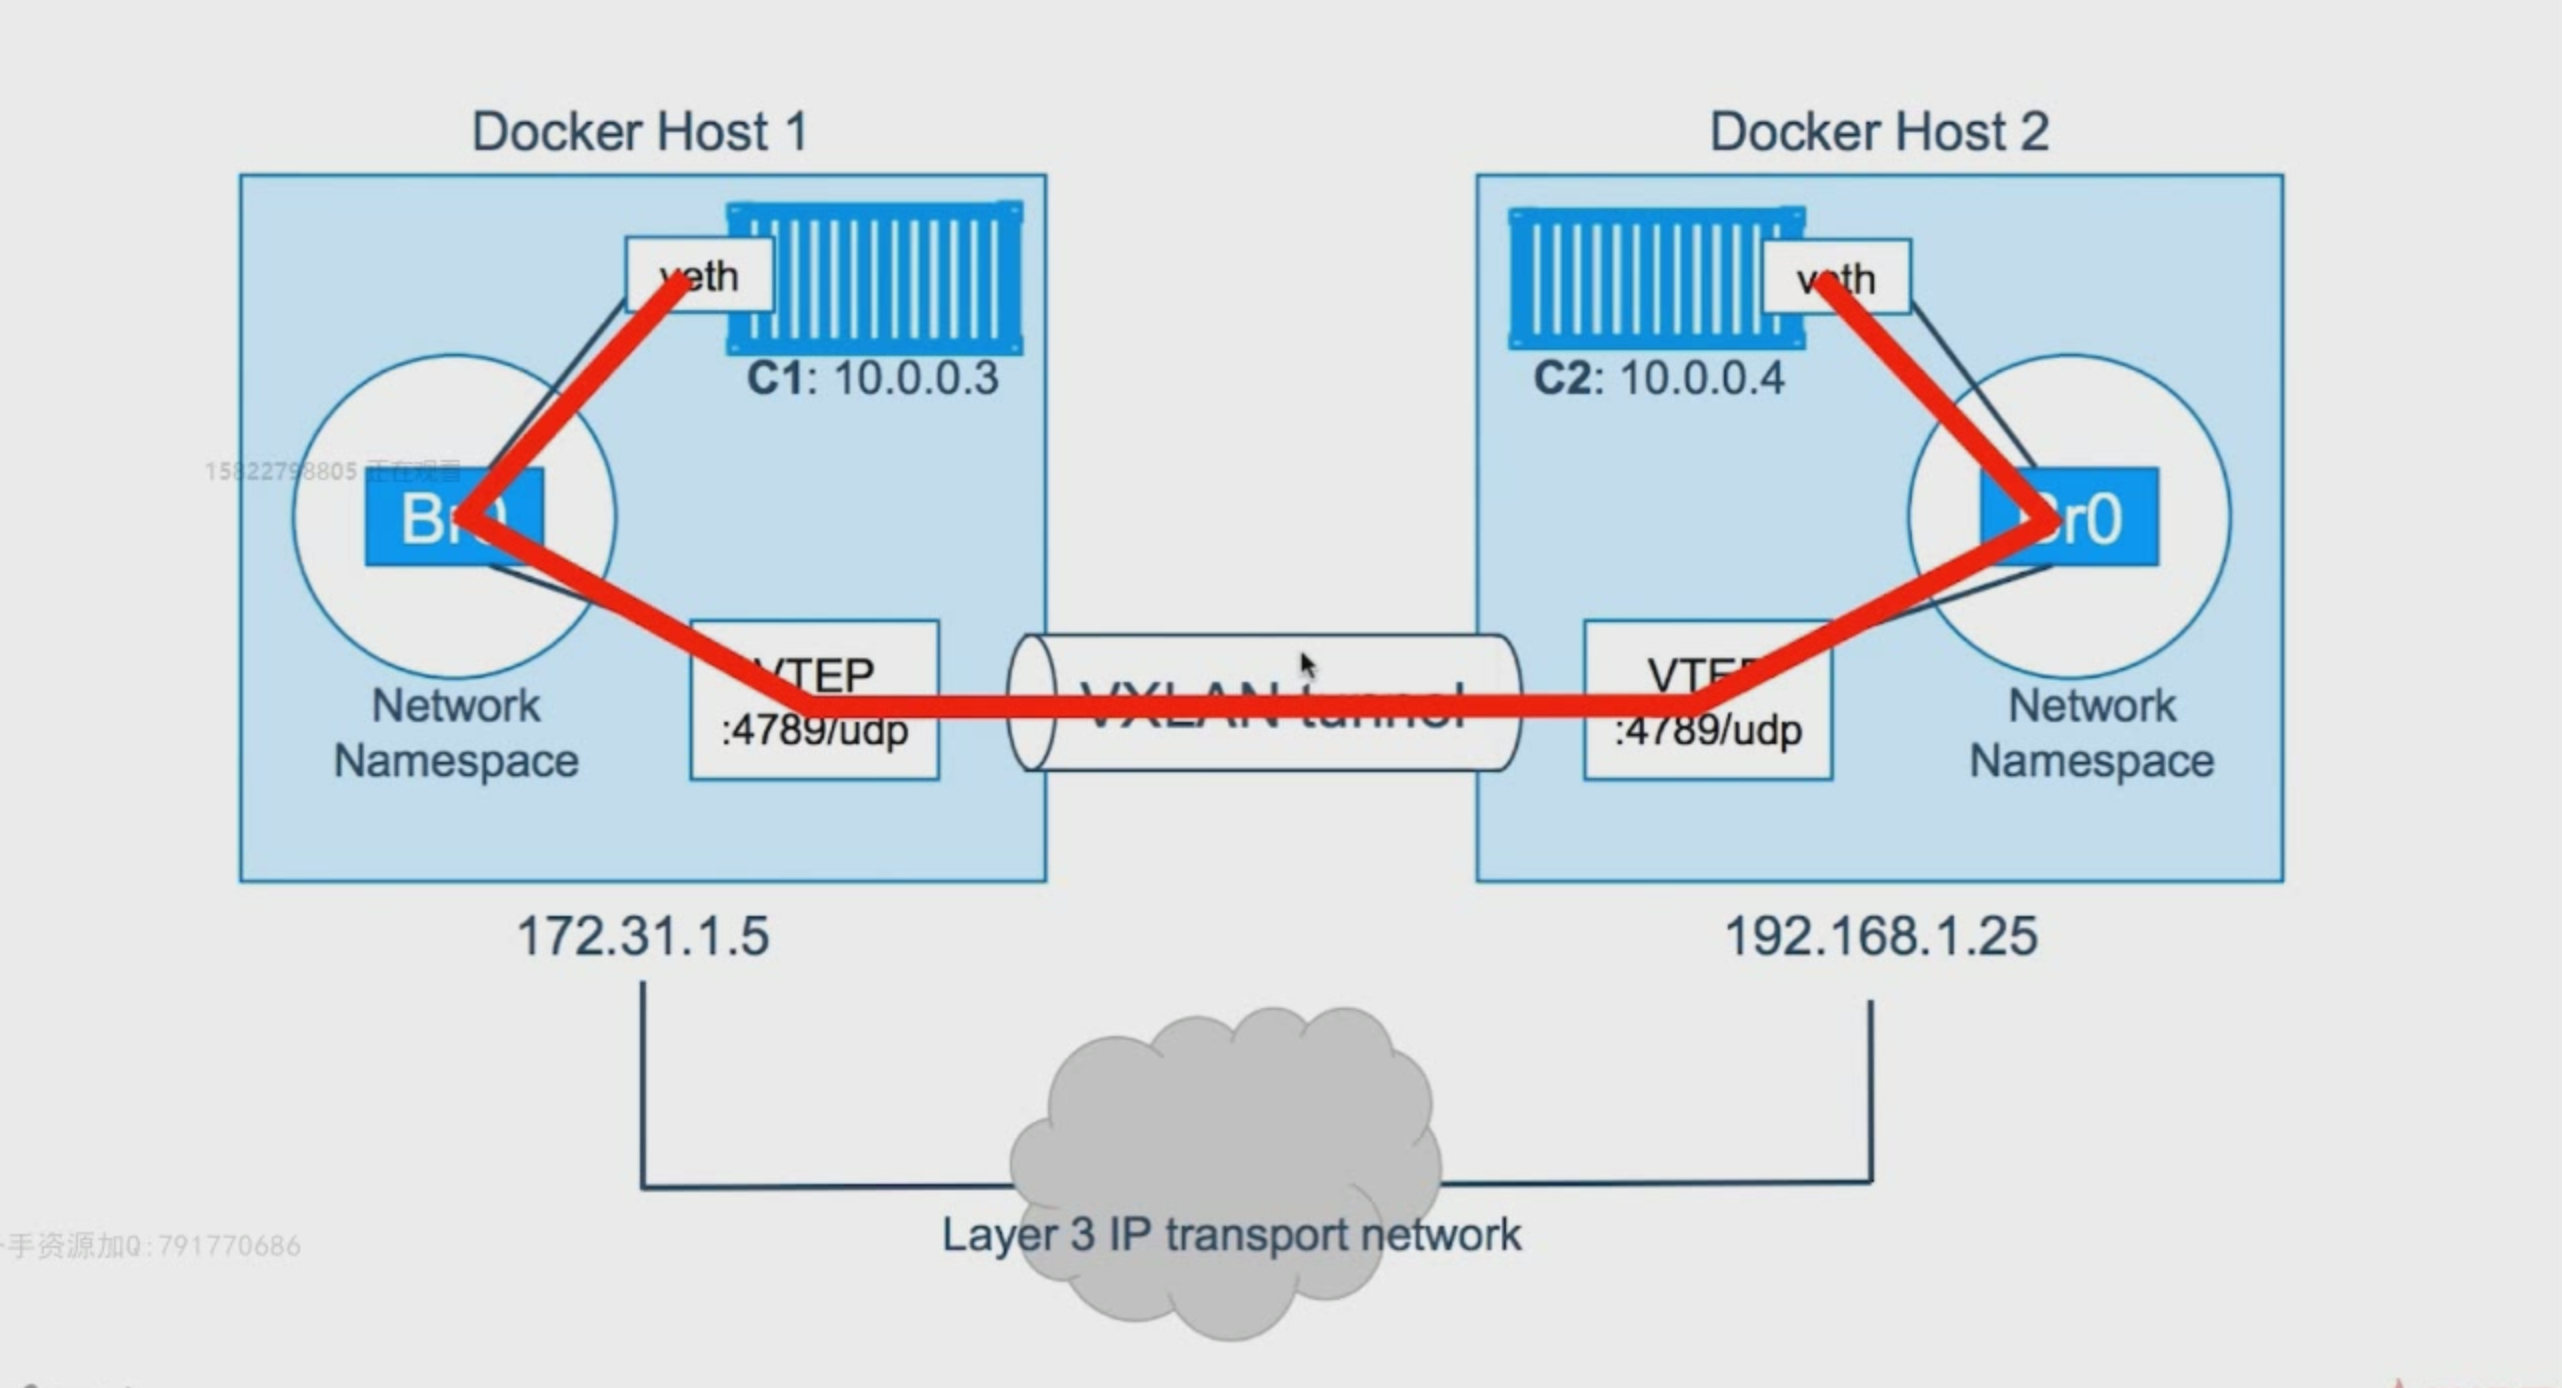 Docker Host 1
Docker Host 2
veth
veth
C1: 10.0.0.3
C2: 10.0.0.4
15822798805 正在观看
Br0
Br0
VTEP
:4789/udp
VXLAN tunnel
VTEP
:4789/udp
Network
Namespace
Network
Namespace
172.31.1.5
192.168.1.25
Layer 3 IP transport network
手资源加Q:791770686